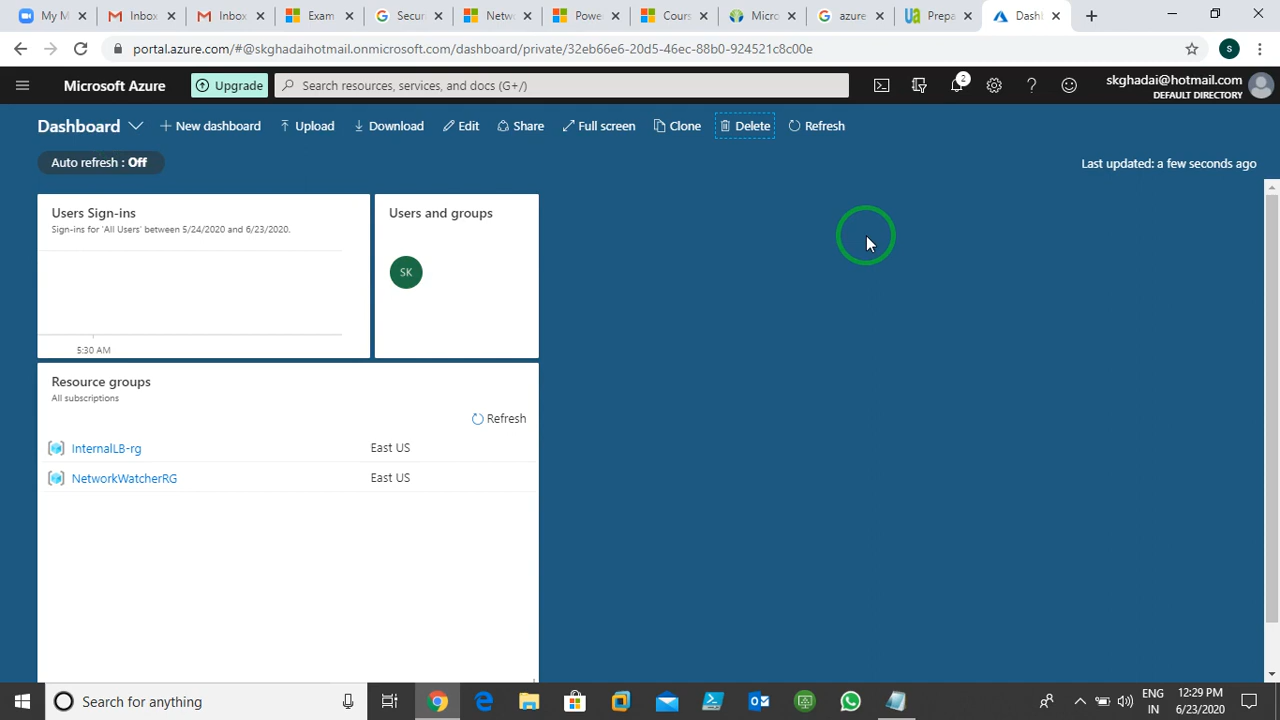 My M
Inbox
Inbox
Exam
Secur
Netw
Powe
Cours
Micro
azure
Prepa
Dashl
portal.azure.com/#@skghadaihotmail.onmicrosoft.com/dashboard/private/32eb66e6-20d5-46ec-88b0-924521c8c00e
S
Microsoft Azure
Upgrade
Search resources, services, and docs (G+/)
2
skghadai@hotmail.com
DEFAULT DIRECTORY
Dashboard
New dashboard
Upload
Download
Edit
Share
Full screen
Clone
Delete
Refresh
Auto refresh : Off
Last updated: a few seconds ago
Users Sign-ins
Sign-ins for 'All Users' between 5/24/2020 and 6/23/2020.
5:30 AM
Users and groups
SK
Resource groups
All subscriptions
Refresh
InternalLB-rg East US
NetworkWatcherRG East US
Search for anything
ENG
IN
12:29 PM
6/23/2020